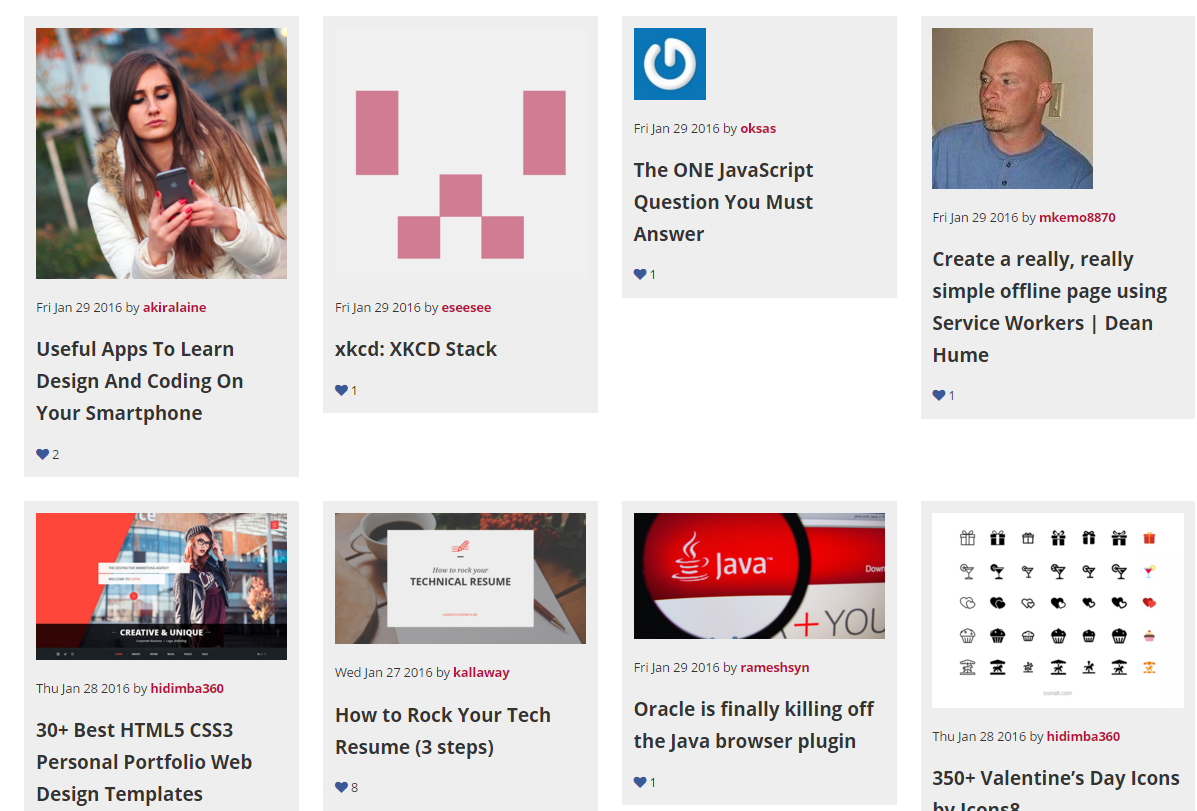 Fri Jan 29 2016 by akiralaine
Useful Apps To Learn
Design And Coding On
Your Smartphone
2
Fri Jan 29 2016 by eseesee
xkcd: XKCD Stack
1
Fri Jan 29 2016 by oksas
The ONE JavaScript
Question You Must
Answer
1
Fri Jan 29 2016 by mkemo8870
Create a really, really
simple offline page using
Service Workers | Dean
Hume
1
CREATIVE & UNIQUE
Thu Jan 28 2016 by hidimba360
30+ Best HTML5 CSS3
Personal Portfolio Web
Design Templates
How to rock your
TECHNICAL RESUME
Wed Jan 27 2016 by kallaway
How to Rock Your Tech
Resume (3 steps)
8
Java™
Down
+YOU
Fri Jan 29 2016 by rameshsyn
Oracle is finally killing off
the Java browser plugin
1
icons8.com
Thu Jan 28 2016 by hidimba360
350+ Valentine’s Day Icons
by Icons8